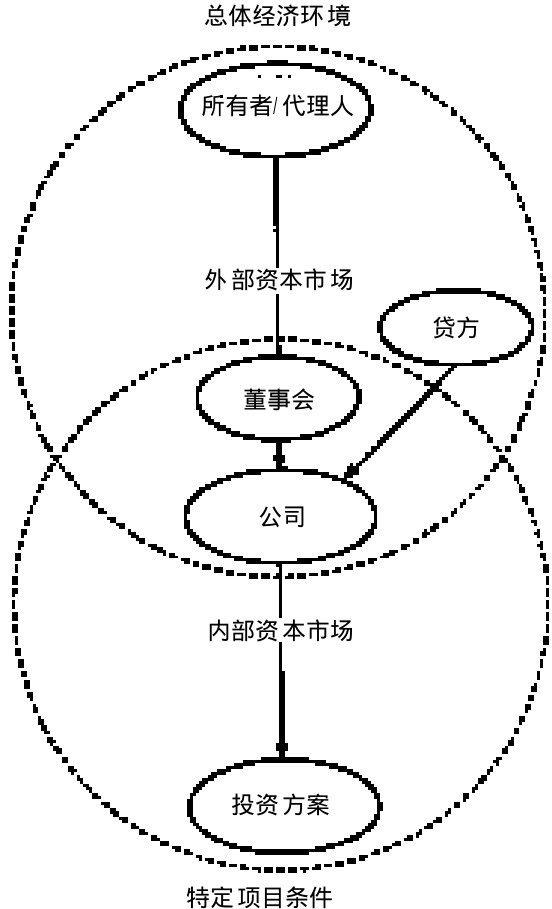 总体经济环境
所有者/代理人
外部资本市场
贷方
董事会
公司
内部资本市场
投资方案
特定项目条件